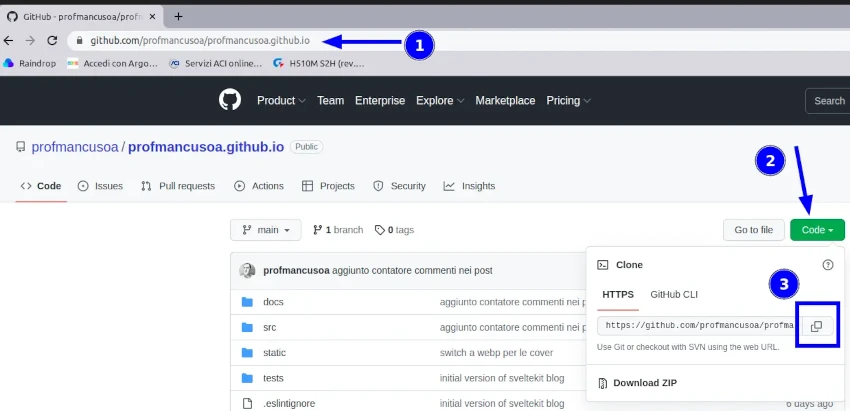 GitHub - profmancusoa/prof
github.com/profmancusoa/profmancusoa.github.io
1
Raindrop Accedi con Argo... Servizi ACI online... H510M S2H (rev....
Product Team Enterprise Explore Marketplace Pricing Search
profmancusoa / profmancusoa.github.io Public
2
Code Issues Pull requests Actions Projects Security Insights
main 1 branch 0 tags Go to file Code
profmancusoa aggiunto contatore commenti nei post
Clone
3
HTTPS GitHub CLI
docs aggiunto contatore commenti nei p
https://github.com/profmancusoa/profma
src aggiunto contatore commenti nei p
Use Git or checkout with SVN using the web URL.
static switch a webp per le cover
tests initial version of sveltekit blog
Download ZIP
.eslintignore initial version of sveltekit blog 6 days ago